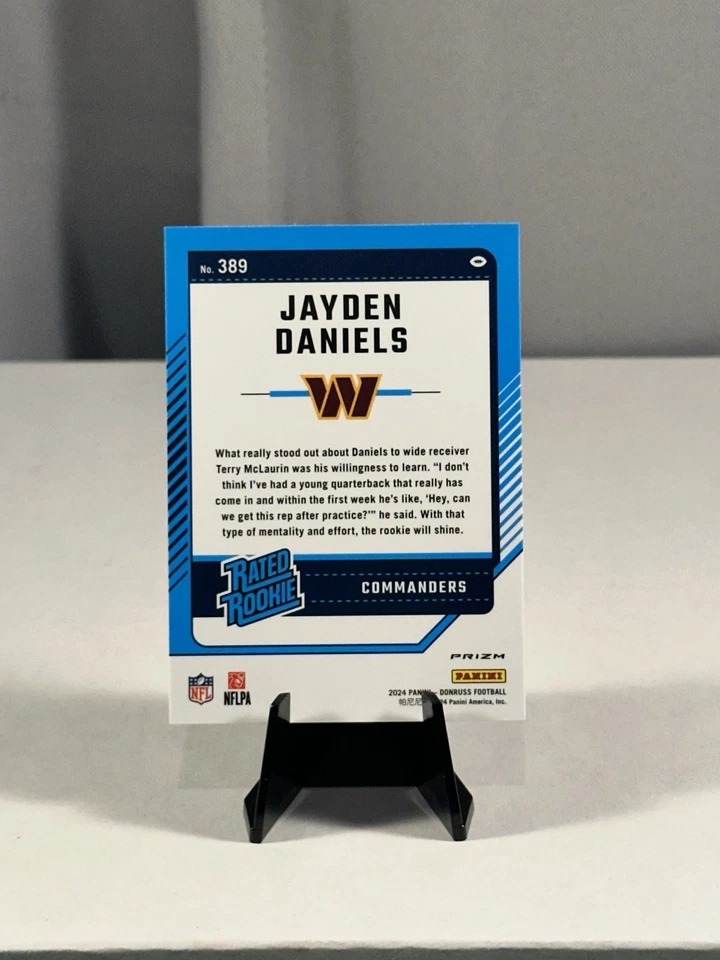 No. 389
JAYDEN
DANIELS
W
What really stood out about Daniels to wide receiver
Terry McLaurin was his willingness to learn. “I don’t
think I’ve had a young quarterback that really has
come in and within the first week he’s like, ‘Hey, can
we get this rep after practice?’” he said. With that
type of mentality and effort, the rookie will shine.
RATED
ROOKIE
COMMANDERS
PRIZM
NFL
NFLPA
PANINI
2024 PANINI – DONRUSS FOOTBALL
帕尼尼 Panini America, Inc.